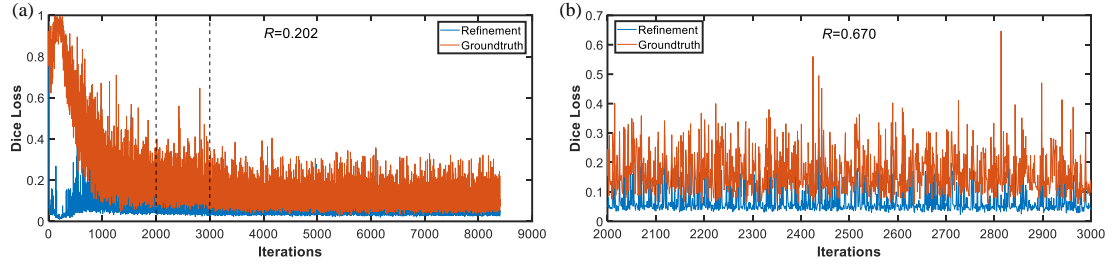 (a)
R=0.202
Refinement
Groundtruth
Dice Loss
1
0.8
0.6
0.4
0.2
0
0 1000 2000 3000 4000 5000 6000 7000 8000 9000
Iterations
(b)
R=0.670
Refinement
Groundtruth
Dice Loss
0.7
0.6
0.5
0.4
0.3
0.2
0.1
0
2000 2100 2200 2300 2400 2500 2600 2700 2800 2900 3000
Iterations